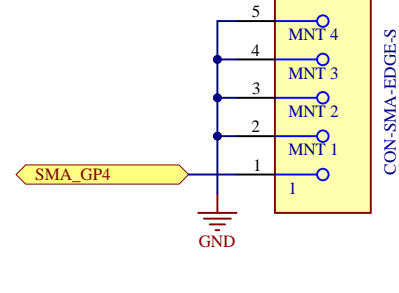 5
MNT 4
4
MNT 3
3
MNT 2
2
MNT 1
1
SMA_GP4
1
GND
CON-SMA-EDGE-S